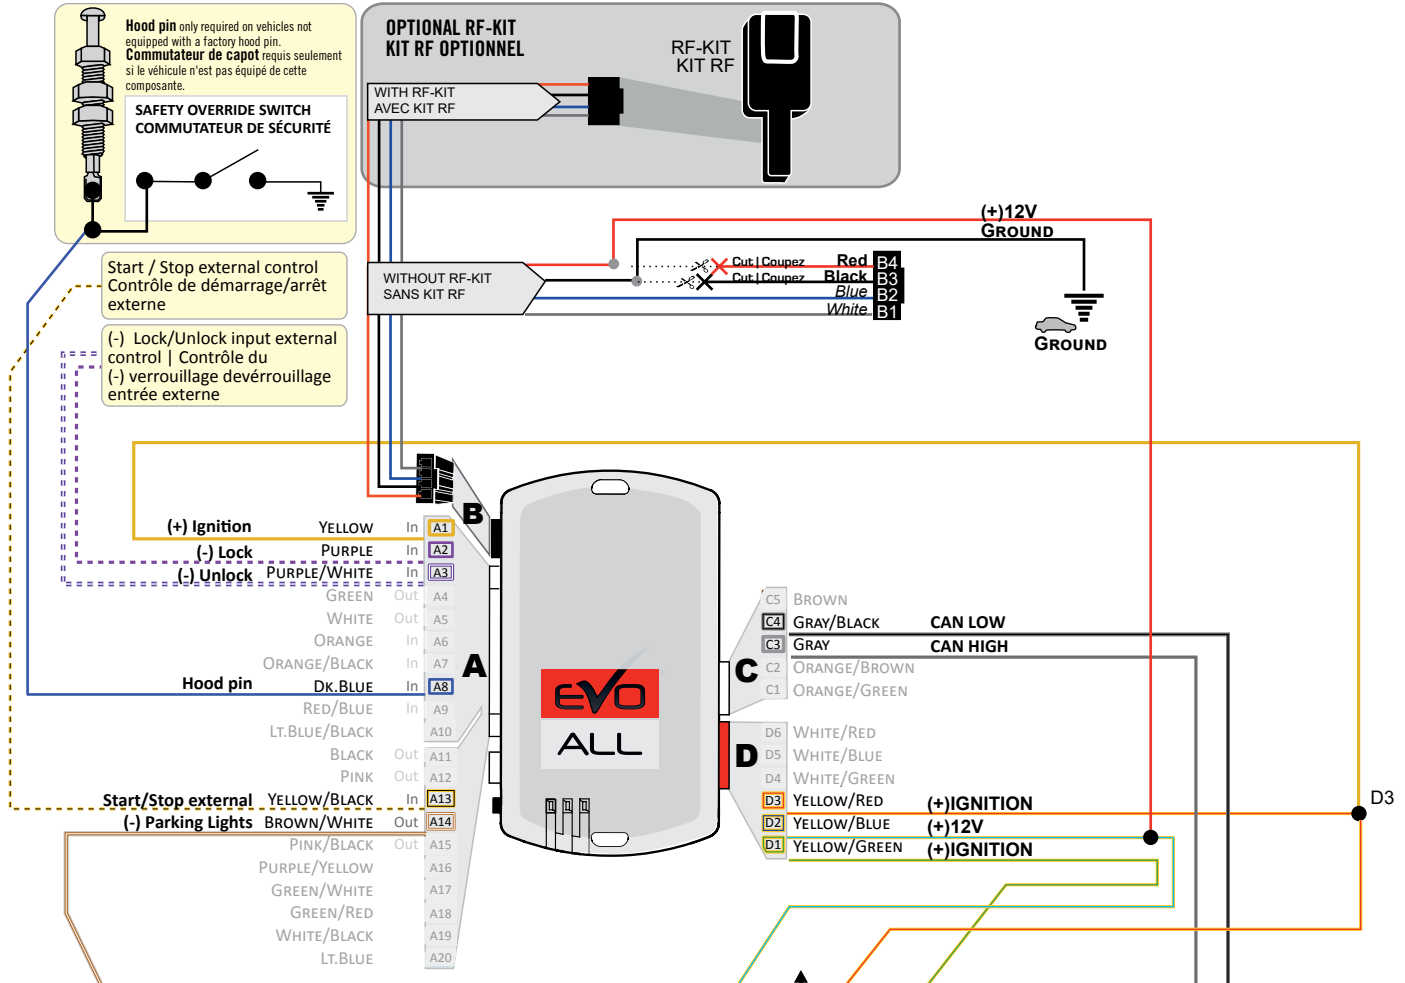 Hood pin only required on vehicles not
equipped with a factory hood pin.
Commutateur de capot requis seulement
si le véhicule n'est pas équipé de cette
composante.
SAFETY OVERRIDE SWITCH
COMMUTATEUR DE SÉCURITÉ
OPTIONAL RF-KIT
KIT RF OPTIONNEL
RF-KIT
KIT RF
WITH RF-KIT
AVEC KIT RF
Start / Stop external control
Contrôle de démarrage/arrêt
externe
(-) Lock/Unlock input external
control | Contrôle du
(-) verrouillage devérrouillage
entrée externe
WITHOUT RF-KIT
SANS KIT RF
(+)12V
GROUND
Cut | Coupez Red B4
Cut | Coupez Black B3
Blue B2
White B1
GROUND
B
(+) Ignition YELLOW In A1
(-) Lock PURPLE In A2
(-) Unlock PURPLE/WHITE In A3
GREEN Out A4
WHITE Out A5
ORANGE In A6
ORANGE/BLACK In A7
Hood pin DK.BLUE In A8
RED/BLUE In A9
LT.BLUE/BLACK A10
BLACK Out A11
PINK Out A12
Start/Stop external YELLOW/BLACK In A13
(-) Parking Lights BROWN/WHITE Out A14
PINK/BLACK Out A15
PURPLE/YELLOW A16
GREEN/WHITE A17
GREEN/RED A18
WHITE/BLACK A19
LT.BLUE A20
A
EVO
ALL
C
C5 BROWN
C4 GRAY/BLACK CAN LOW
C3 GRAY CAN HIGH
C2 ORANGE/BROWN
C1 ORANGE/GREEN
D
D6 WHITE/RED
D5 WHITE/BLUE
D4 WHITE/GREEN
D3 YELLOW/RED (+)IGNITION
D2 YELLOW/BLUE (+)12V
D1 YELLOW/GREEN (+)IGNITION
D3